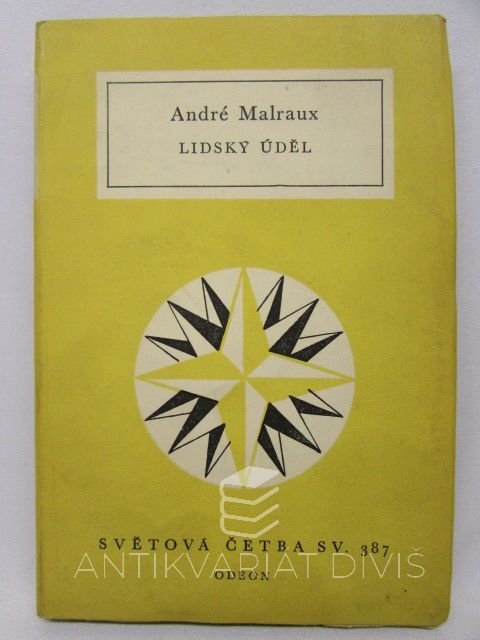 André Malraux
LIDSKÝ ÚDĚL
SVĚTOVÁ ČETBA SV. 387
ANTIKVARIÁT DIVIŠ
ODEON